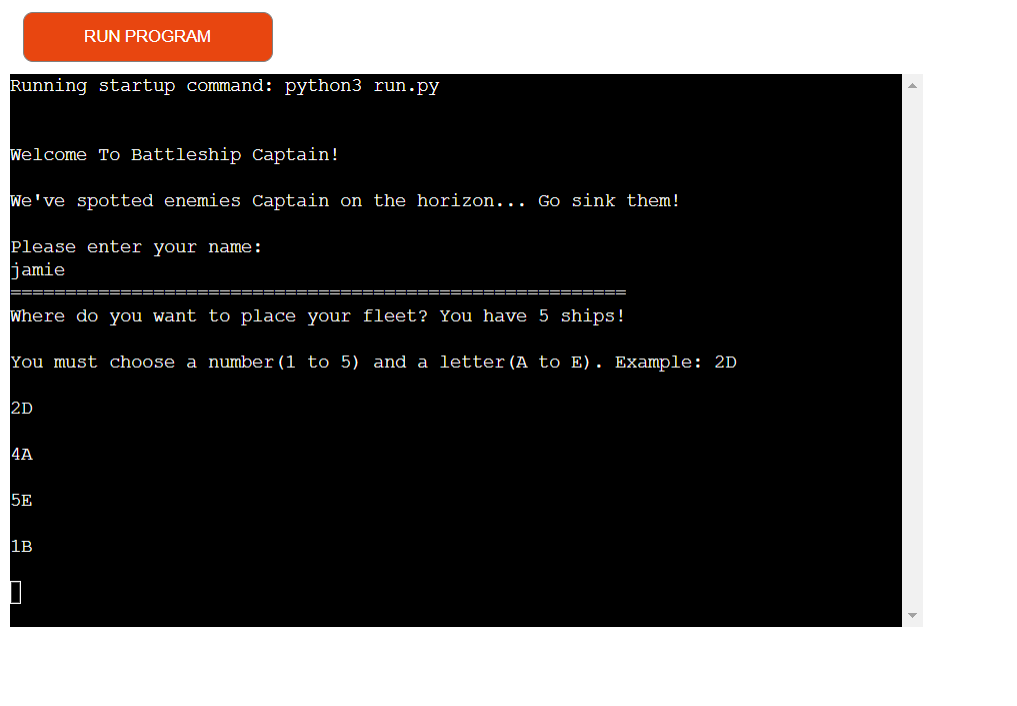 RUN PROGRAM
Running startup command: python3 run.py
Welcome To Battleship Captain!
We've spotted enemies Captain on the horizon... Go sink them!
Please enter your name:
jamie
========================================================
Where do you want to place your fleet? You have 5 ships!
You must choose a number(1 to 5) and a letter(A to E). Example: 2D
2D
4A
5E
1B